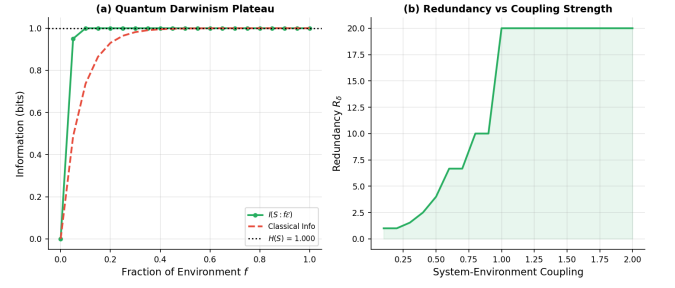 (a) Quantum Darwinism Plateau
Information (bits)
1.0
0.8
0.6
0.4
0.2
0.0
I(S : fε)
Classical Info
H(S) = 1.000
0.0 0.2 0.4 0.6 0.8 1.0
Fraction of Environment f
(b) Redundancy vs Coupling Strength
Redundancy Rδ
20.0
17.5
15.0
12.5
10.0
7.5
5.0
2.5
0.0
0.25 0.50 0.75 1.00 1.25 1.50 1.75 2.00
System-Environment Coupling